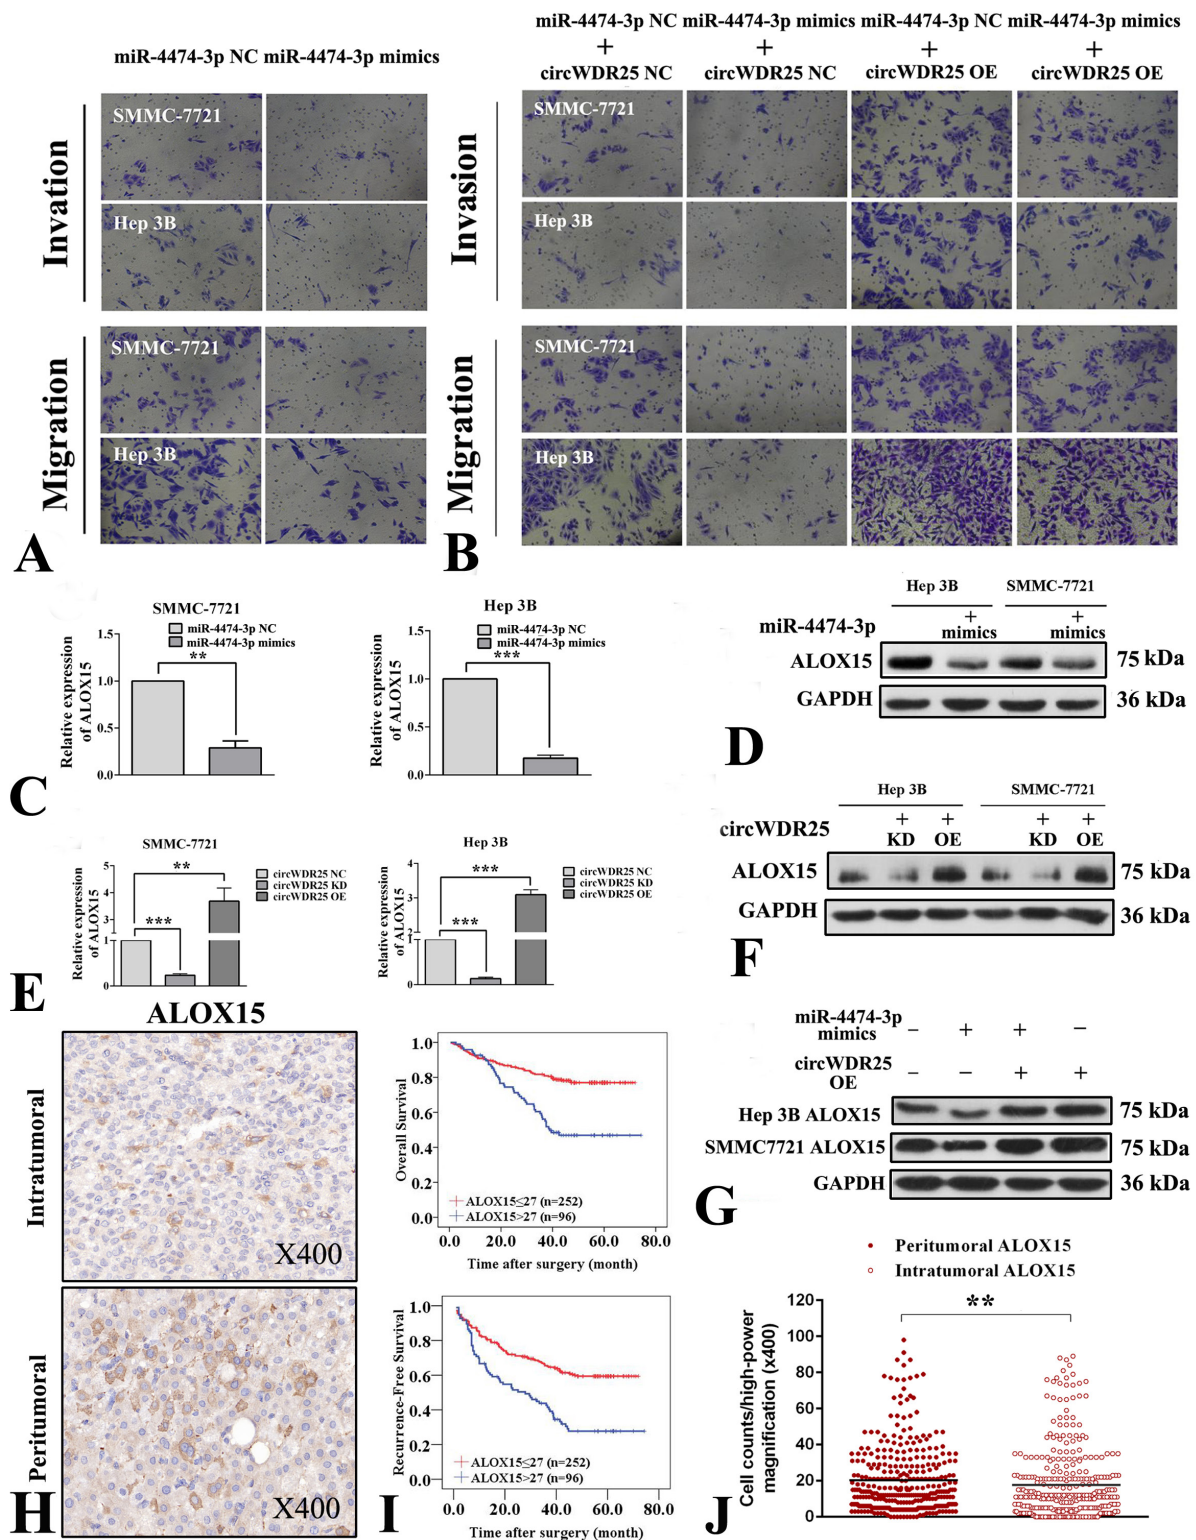 miR-4474-3p NC miR-4474-3p mimics
Invation
SMMC-7721
Hep 3B
Migration
SMMC-7721
Hep 3B
A
miR-4474-3p NC miR-4474-3p mimics miR-4474-3p NC miR-4474-3p mimics
+ + + +
circWDR25 NC circWDR25 NC circWDR25 OE circWDR25 OE
Invasion
SMMC-7721
Hep 3B
Migration
SMMC-7721
Hep 3B
B
SMMC-7721
miR-4474-3p NC
miR-4474-3p mimics
Relative expression
of ALOX15
1.5
1.0
0.5
0.0
**
Hep 3B
miR-4474-3p NC
miR-4474-3p mimics
Relative expression
of ALOX15
1.5
1.0
0.5
0.0
***
C
Hep 3B SMMC-7721
miR-4474-3p + +
mimics mimics
ALOX15 75 kDa
GAPDH 36 kDa
D
SMMC-7721
circWDR25 NC
circWDR25 KD
circWDR25 OE
Relative expression
of ALOX15
5
4
3
1
0
**
***
Hep 3B
circWDR25 NC
circWDR25 KD
circWDR25 OE
Relative expression
of ALOX15
4
3
2
1
0
***
***
E
Hep 3B SMMC-7721
circWDR25 + + + +
KD OE KD OE
ALOX15 75 kDa
GAPDH 36 kDa
F
miR-4474-3p
mimics − + + −
circWDR25
OE − − + +
Hep 3B ALOX15 75 kDa
SMMC7721 ALOX15 75 kDa
GAPDH 36 kDa
G
ALOX15
Intratumoral
X400
Peritumoral
X400
H
Overall Survival
1.0
0.8
0.6
0.4
0.2
0.0
ALOX15≤27 (n=252)
ALOX15>27 (n=96)
0.0 20.0 40.0 60.0 80.0
Time after surgery (month)
Recurrence-Free Survival
1.0
0.8
0.6
0.4
0.2
0.0
ALOX15≤27 (n=252)
ALOX15>27 (n=96)
0.0 20.0 40.0 60.0 80.0
Time after surgery (month)
I
Peritumoral ALOX15
Intratumoral ALOX15
Cell counts/high-power
magnification (x400)
120
100
80
60
40
20
0
**
J